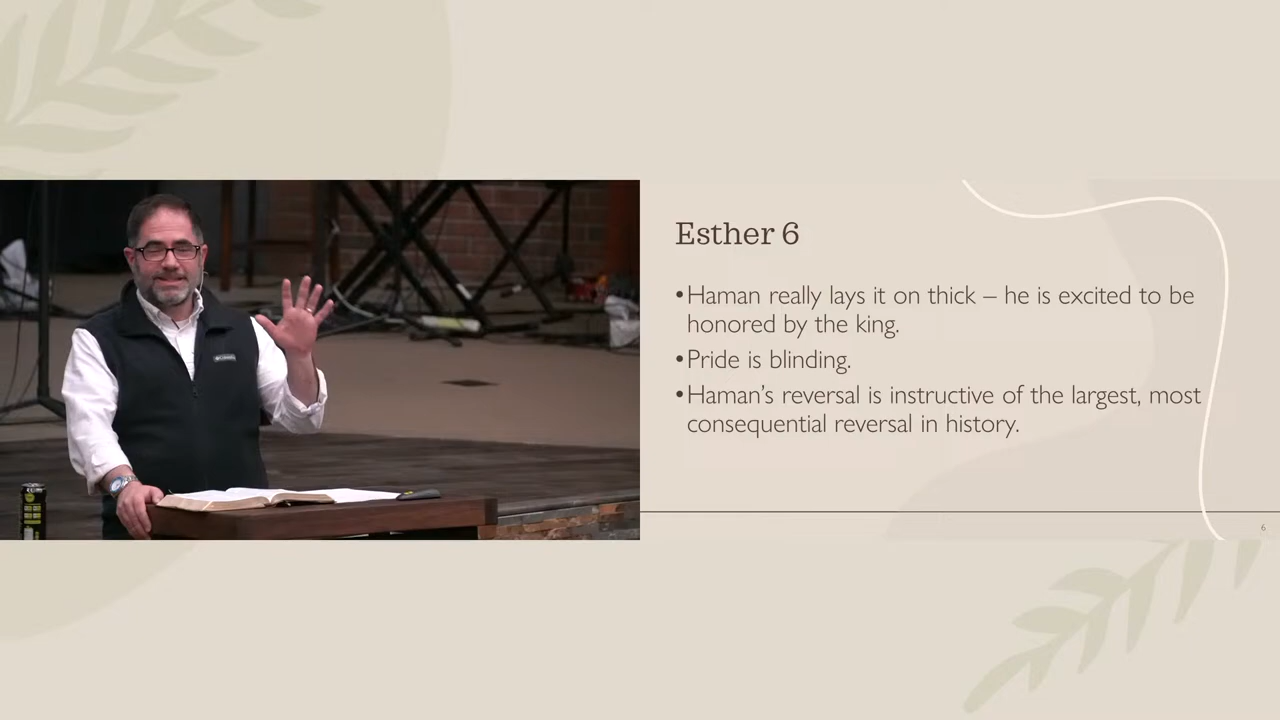 Esther 6
•Haman really lays it on thick – he is excited to be
honored by the king.
•Pride is blinding.
•Haman’s reversal is instructive of the largest, most
consequential reversal in history.
6
Columbia